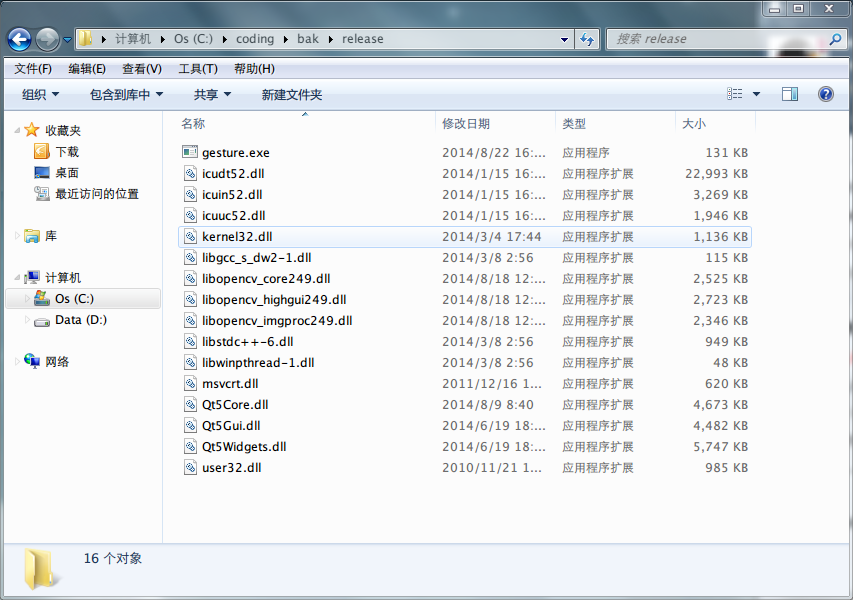 计算机 Os (C:) coding bak release 搜索 release
文件(F) 编辑(E) 查看(V) 工具(T) 帮助(H)
组织 包含到库中 共享 新建文件夹
收藏夹
下载
桌面
最近访问的位置
库
计算机
Os (C:)
Data (D:)
网络
名称 修改日期 类型 大小
gesture.exe 2014/8/22 16:... 应用程序 131 KB
icudt52.dll 2014/1/15 16:... 应用程序扩展 22,993 KB
icuin52.dll 2014/1/15 16:... 应用程序扩展 3,269 KB
icuuc52.dll 2014/1/15 16:... 应用程序扩展 1,946 KB
kernel32.dll 2014/3/4 17:44 应用程序扩展 1,136 KB
libgcc_s_dw2-1.dll 2014/3/8 2:56 应用程序扩展 115 KB
libopencv_core249.dll 2014/8/18 12:... 应用程序扩展 2,525 KB
libopencv_highgui249.dll 2014/8/18 12:... 应用程序扩展 2,723 KB
libopencv_imgproc249.dll 2014/8/18 12:... 应用程序扩展 2,346 KB
libstdc++-6.dll 2014/3/8 2:56 应用程序扩展 949 KB
libwinpthread-1.dll 2014/3/8 2:56 应用程序扩展 48 KB
msvcrt.dll 2011/12/16 1... 应用程序扩展 620 KB
Qt5Core.dll 2014/8/9 8:40 应用程序扩展 4,673 KB
Qt5Gui.dll 2014/6/19 18:... 应用程序扩展 4,482 KB
Qt5Widgets.dll 2014/6/19 18:... 应用程序扩展 5,747 KB
user32.dll 2010/11/21 1... 应用程序扩展 985 KB
16 个对象